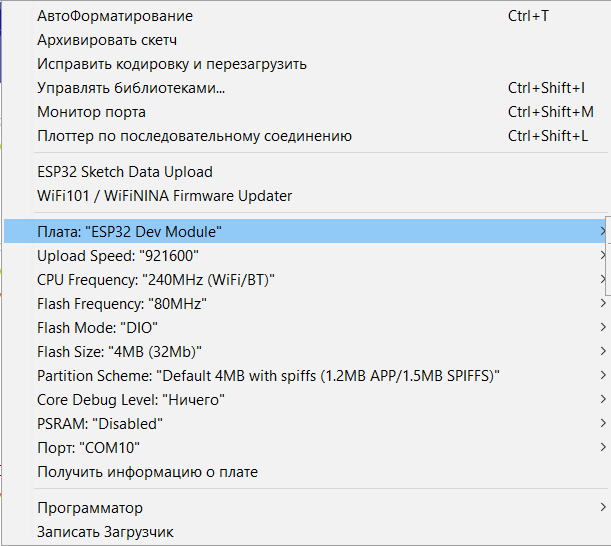 АвтоФорматирование Ctrl+T
Архивировать скетч
Исправить кодировку и перезагрузить
Управлять библиотеками... Ctrl+Shift+I
Монитор порта Ctrl+Shift+M
Плоттер по последовательному соединению Ctrl+Shift+L
ESP32 Sketch Data Upload
WiFi101 / WiFiNINA Firmware Updater
Плата: "ESP32 Dev Module"
Upload Speed: "921600"
CPU Frequency: "240MHz (WiFi/BT)"
Flash Frequency: "80MHz"
Flash Mode: "DIO"
Flash Size: "4MB (32Mb)"
Partition Scheme: "Default 4MB with spiffs (1.2MB APP/1.5MB SPIFFS)"
Core Debug Level: "Ничего"
PSRAM: "Disabled"
Порт: "COM10"
Получить информацию о плате
Программатор
Записать Загрузчик